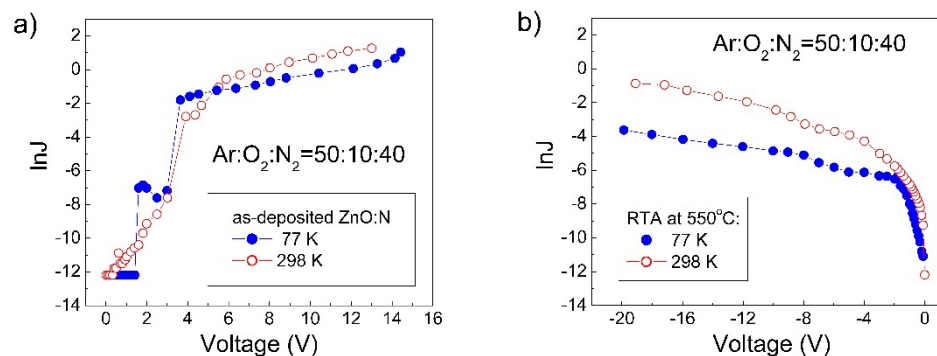 a)
lnJ
2
0
-2
-4
-6
-8
-10
-12
-14
Ar:O₂:N₂=50:10:40
as-deposited ZnO:N
77 K
298 K
0 2 4 6 8 10 12 14 16
Voltage (V)
b)
lnJ
2
0
-2
-4
-6
-8
-10
-12
-14
Ar:O₂:N₂=50:10:40
RTA at 550°C:
77 K
298 K
-20 -16 -12 -8 -4 0
Voltage (V)